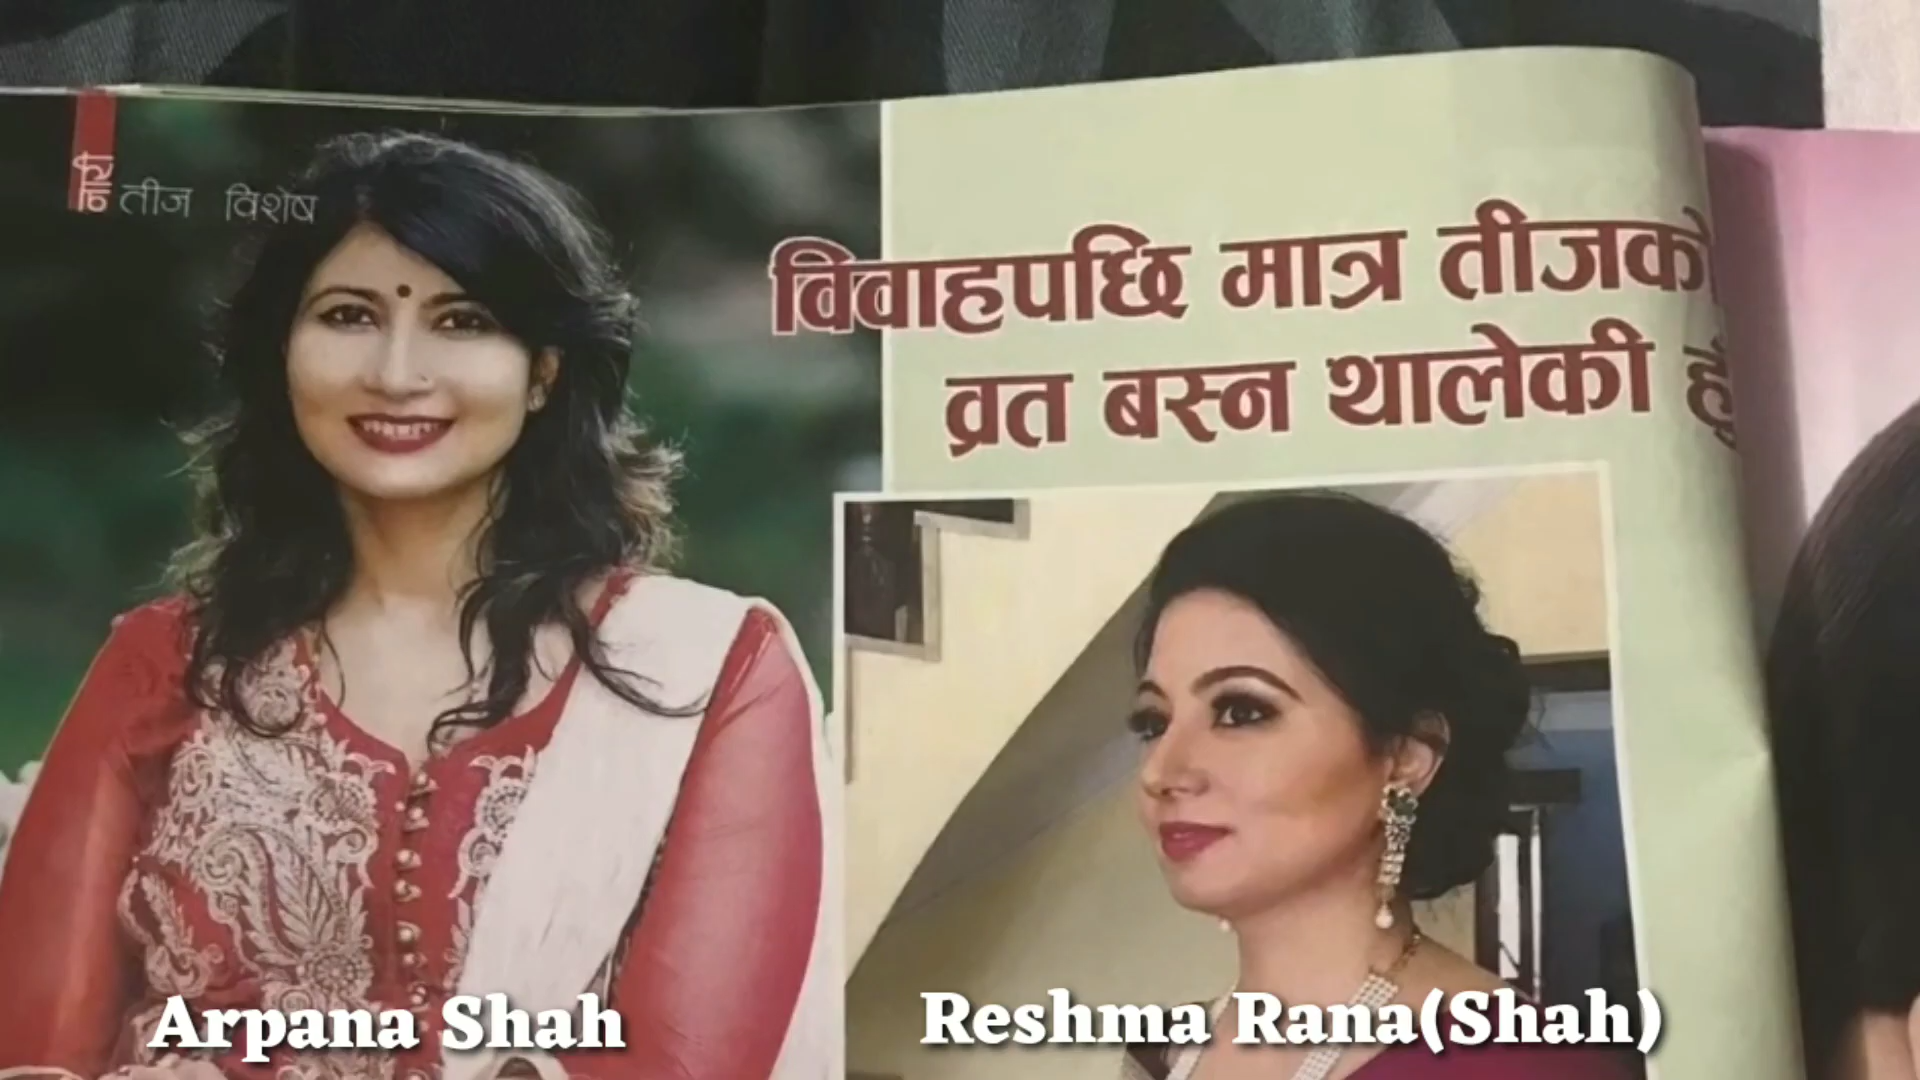 नारी
तीज विशेष
विवाहपछि मात्र तीजको
व्रत बस्न थालेकी
Arpana Shah
Reshma Rana(Shah)